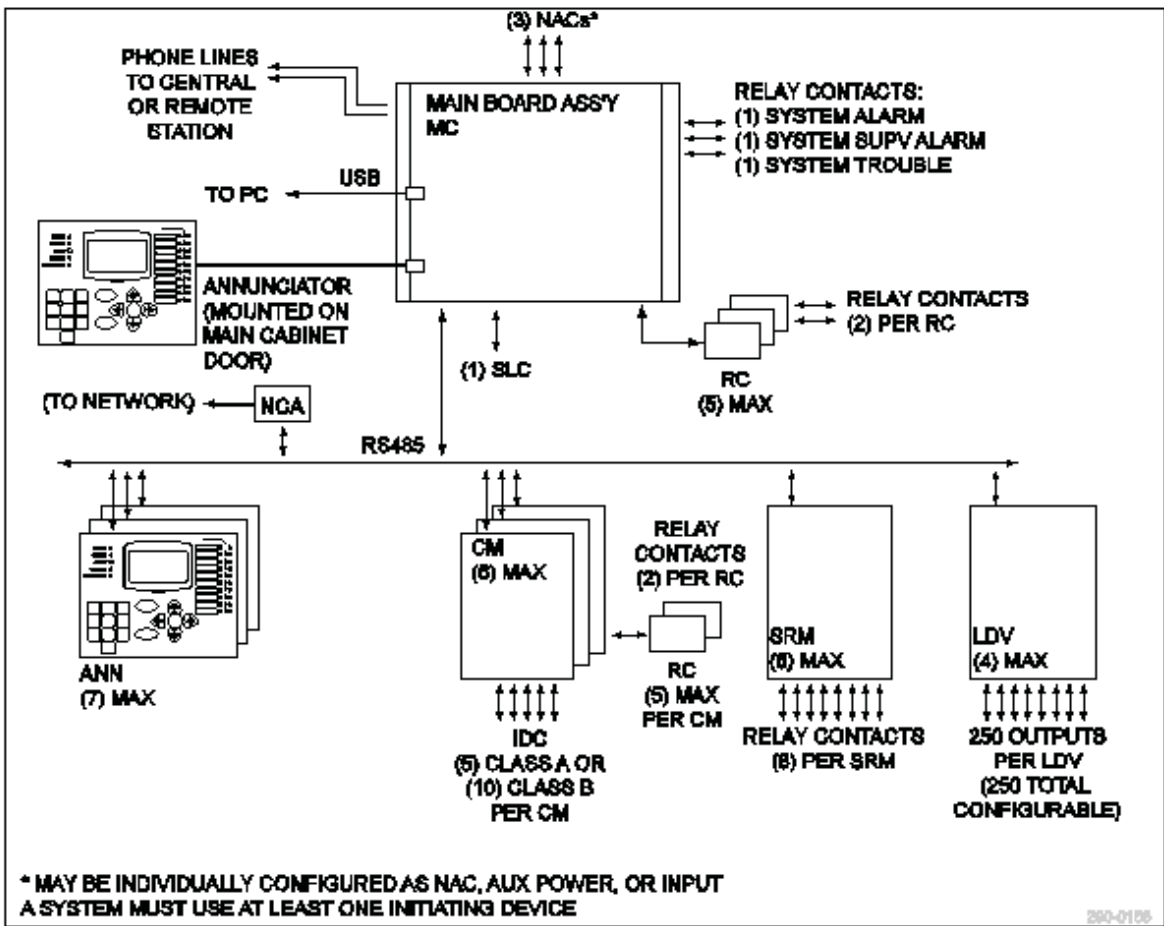 (3) NACs*
PHONE LINES
TO CENTRAL
OR REMOTE
STATION
MAIN BOARD ASS'Y
MC
RELAY CONTACTS:
(1) SYSTEM ALARM
(1) SYSTEM SUPV ALARM
(1) SYSTEM TROUBLE
USB
TO PC
ANNUNCIATOR
(MOUNTED ON
MAIN CABINET
DOOR)
(1) SLC
RELAY CONTACTS
(2) PER RC
RC
(5) MAX
(TO NETWORK)
NCA
RS485
ANN
(7) MAX
CM
(6) MAX
RELAY
CONTACTS
(2) PER RC
RC
(5) MAX
PER CM
IDC
(5) CLASS A OR
(10) CLASS B
PER CM
SRM
(6) MAX
RELAY CONTACTS
(8) PER SRM
LDV
(4) MAX
250 OUTPUTS
PER LDV
(250 TOTAL
CONFIGURABLE)
* MAY BE INDIVIDUALLY CONFIGURED AS NAC, AUX POWER, OR INPUT
A SYSTEM MUST USE AT LEAST ONE INITIATING DEVICE